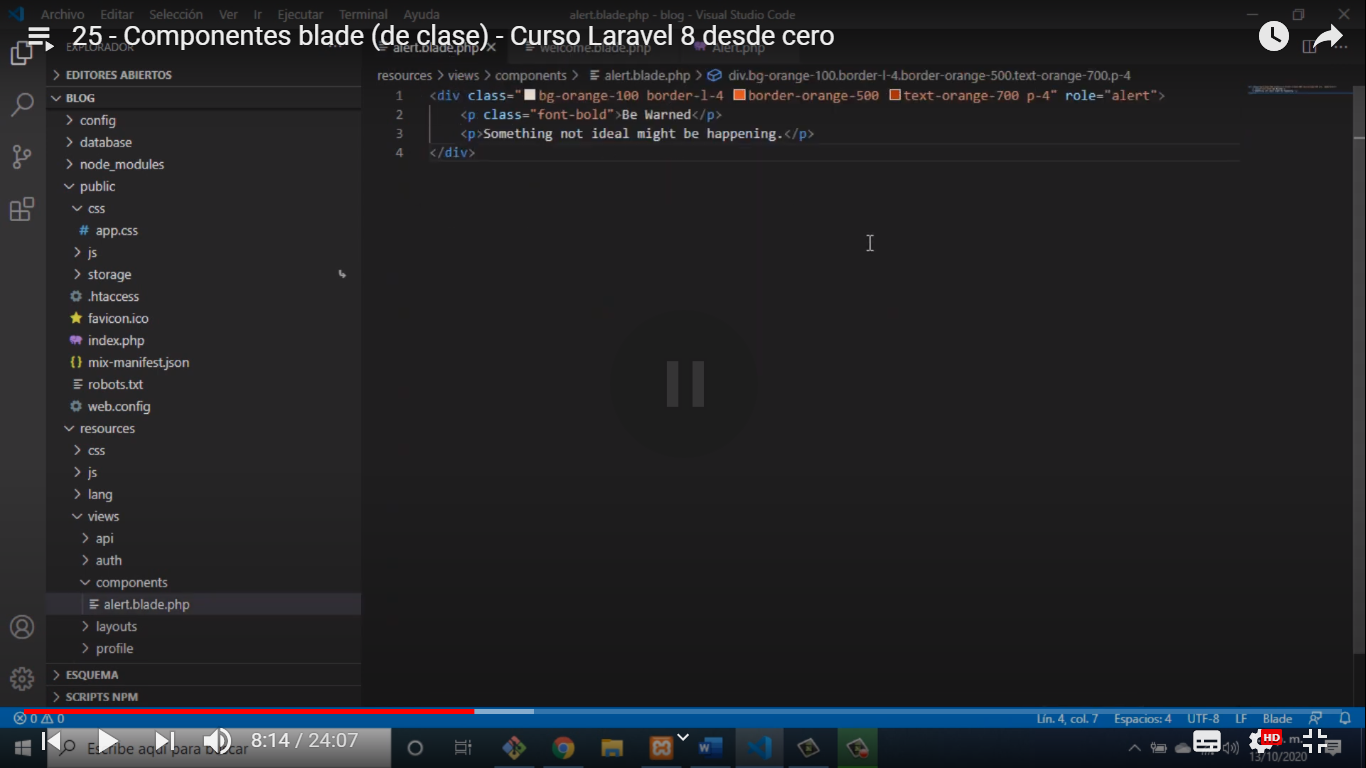 Archivo Editar Selección Ver Ir Ejecutar Terminal Ayuda
alert.blade.php - blog - Visual Studio Code
25 - Componentes blade (de clase) - Curso Laravel 8 desde cero
EXPLORADOR
alert.blade.php
welcome.blade.php
Alert.php
EDITORES ABIERTOS
resources > views > components > alert.blade.php > div.bg-orange-100.border-l-4.border-orange-500.text-orange-700.p-4
BLOG
1 <div class="bg-orange-100 border-l-4 border-orange-500 text-orange-700 p-4" role="alert">
2 <p class="font-bold">Be Warned</p>
3 <p>Something not ideal might be happening.</p>
4 </div>
config
database
node_modules
public
css
# app.css
js
storage
.htaccess
favicon.ico
index.php
{} mix-manifest.json
robots.txt
web.config
resources
css
js
lang
views
api
auth
components
alert.blade.php
layouts
profile
ESQUEMA
SCRIPTS NPM
0 0
Lín. 4, col. 7 Espacios: 4 UTF-8 LF Blade
Escribe aquí para buscar
8:14 / 24:07
HD
13/10/2020